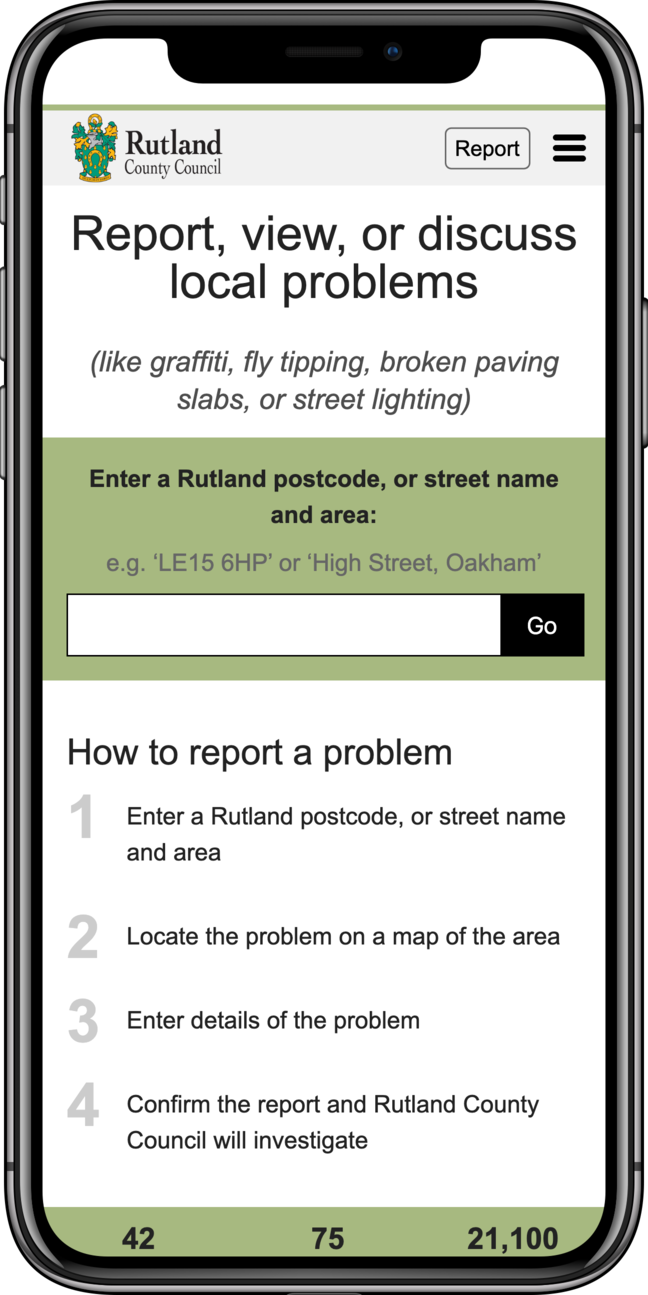 Rutland
County Council
Report
Report, view, or discuss
local problems
(like graffiti, fly tipping, broken paving
slabs, or street lighting)
Enter a Rutland postcode, or street name
and area:
e.g. ‘LE15 6HP’ or ‘High Street, Oakham’
Go
How to report a problem
1 Enter a Rutland postcode, or street name
and area
2 Locate the problem on a map of the area
3 Enter details of the problem
4 Confirm the report and Rutland County
Council will investigate
42 75 21,100